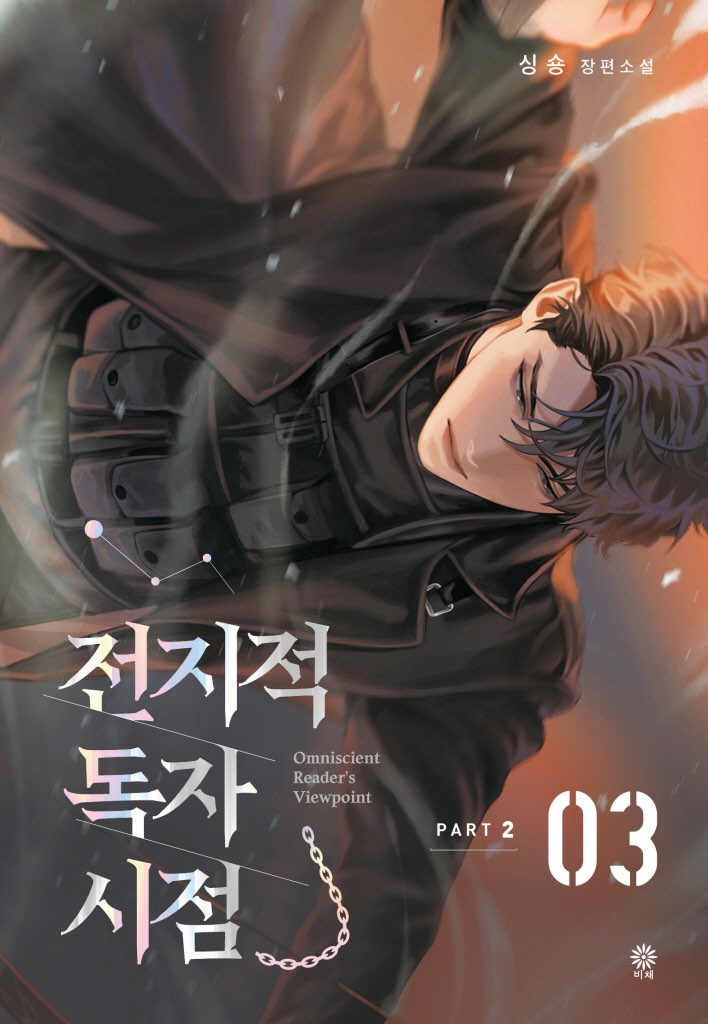 싱숑 장편소설
전지적
독자
시점
Omniscient
Reader's
Viewpoint
PART 2
03
비채